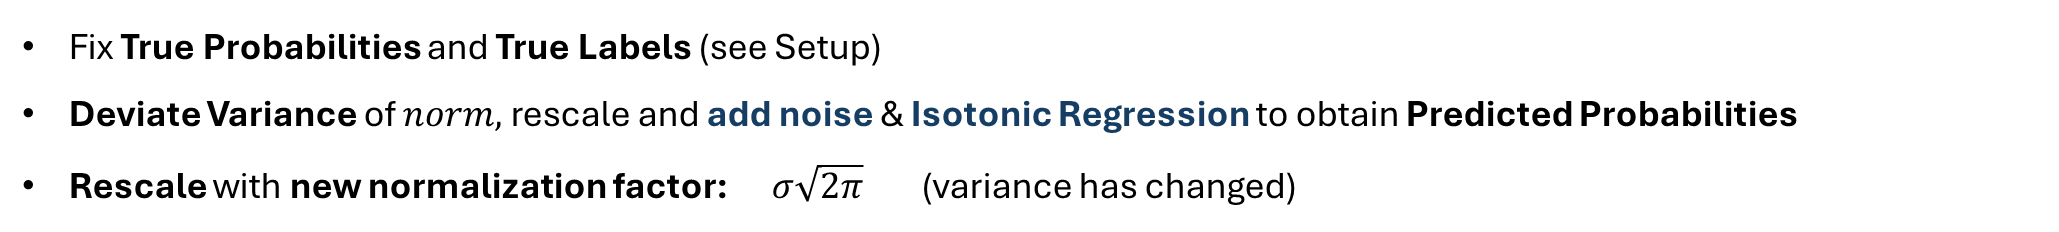 • Fix True Probabilities and True Labels (see Setup)
• Deviate Variance of norm, rescale and add noise & Isotonic Regression to obtain Predicted Probabilities
• Rescale with new normalization factor: σ√2π (variance has changed)